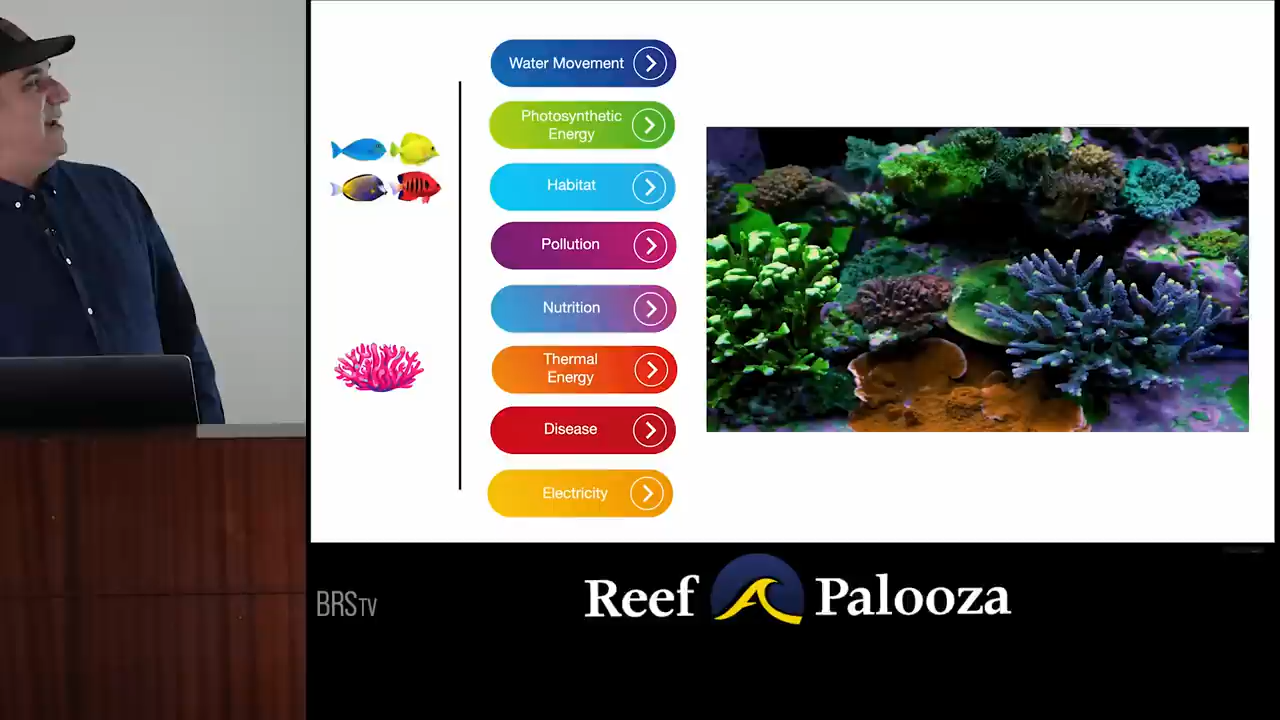 Water Movement
Photosynthetic
Energy
Habitat
Pollution
Nutrition
Thermal
Energy
Disease
Electricity
BRSTV
Reef Palooza